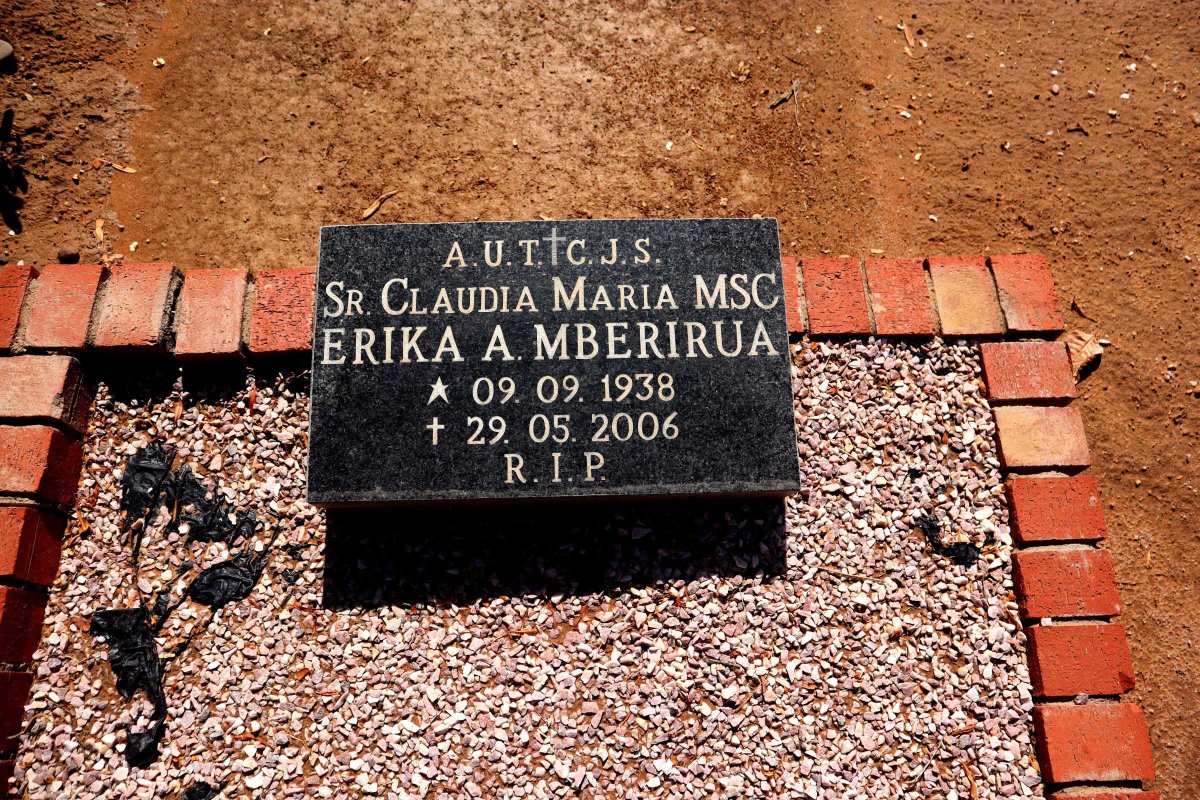 A.U.T.†C.J.S.
SR. CLAUDIA MARIA MSC
ERIKA A. MBERIRUA
★ 09. 09. 1938
† 29. 05. 2006
R.I.P.